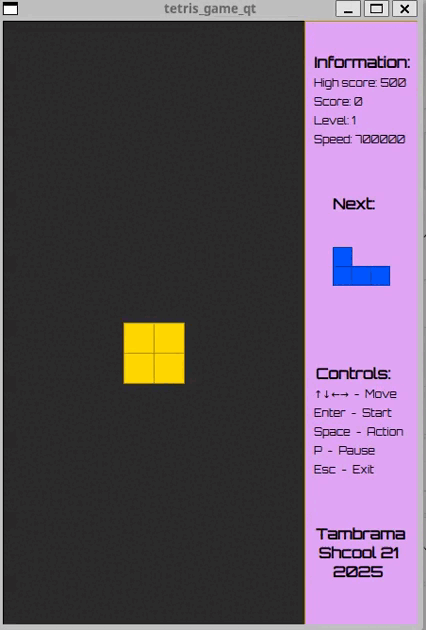 tetris_game_qt
Information:
High score: 500
Score: 0
Level: 1
Speed: 700000
Next:
Controls:
↑↓←→ - Move
Enter - Start
Space - Action
P - Pause
Esc - Exit
Tambrama
Shcool 21
2025